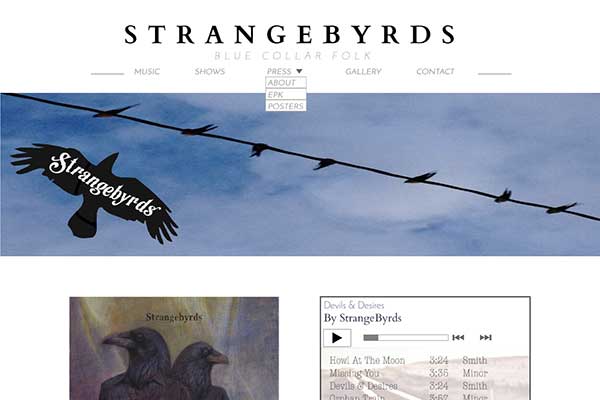 STRANGEBYRDS
BLUE COLLAR FOLK
MUSIC SHOWS PRESS GALLERY CONTACT
ABOUT
EPK
POSTERS
Strangebyrds
Strangebyrds
Devils & Desires
By StrangeByrds
Howl At The Moon 3:24 Smith
Missing You 3:35 Minor
Devils & Desires 3:24 Smith
Orphan Train 3:57 Minor